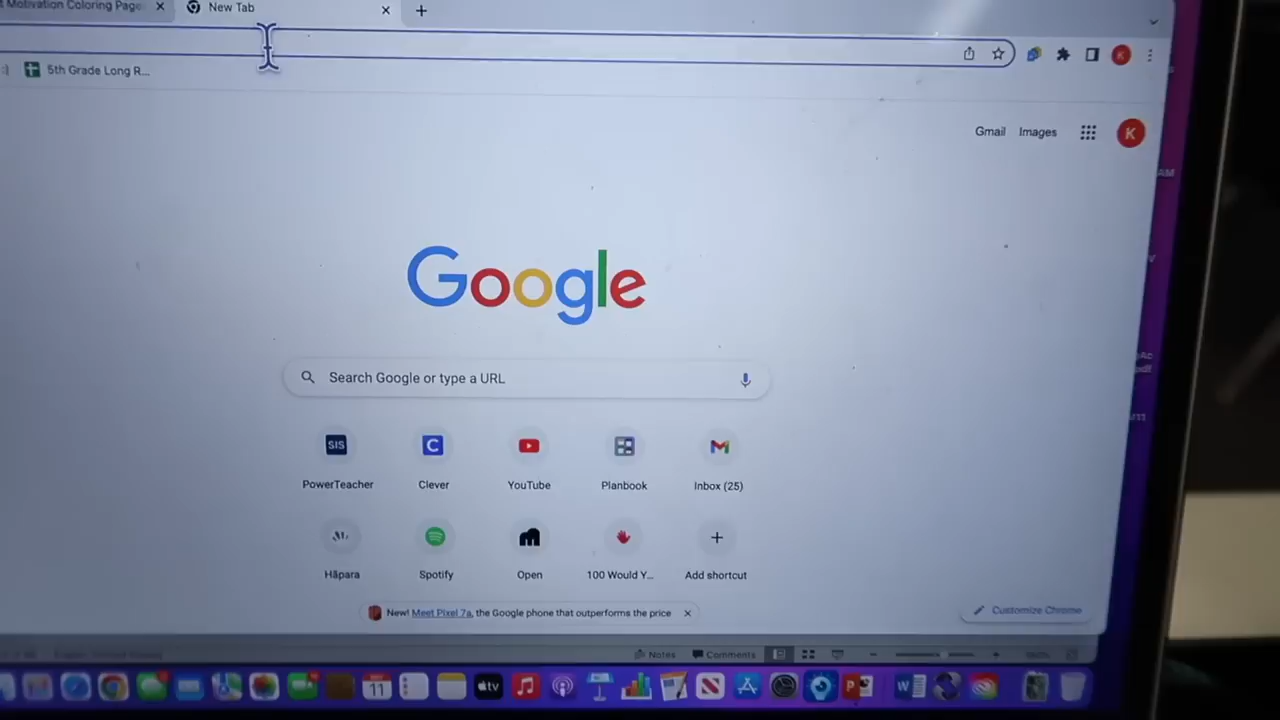 Motivation Coloring Page
New Tab
5th Grade Long R...
K
Gmail Images
K
AM
Google
Search Google or type a URL
SIS
C
PowerTeacher Clever YouTube Planbook Inbox (25)
Hāpara Spotify Open 100 Would Y... Add shortcut
New! Meet Pixel 7a, the Google phone that outperforms the price
Customize Chrome
Notes Comments
11 tv P W